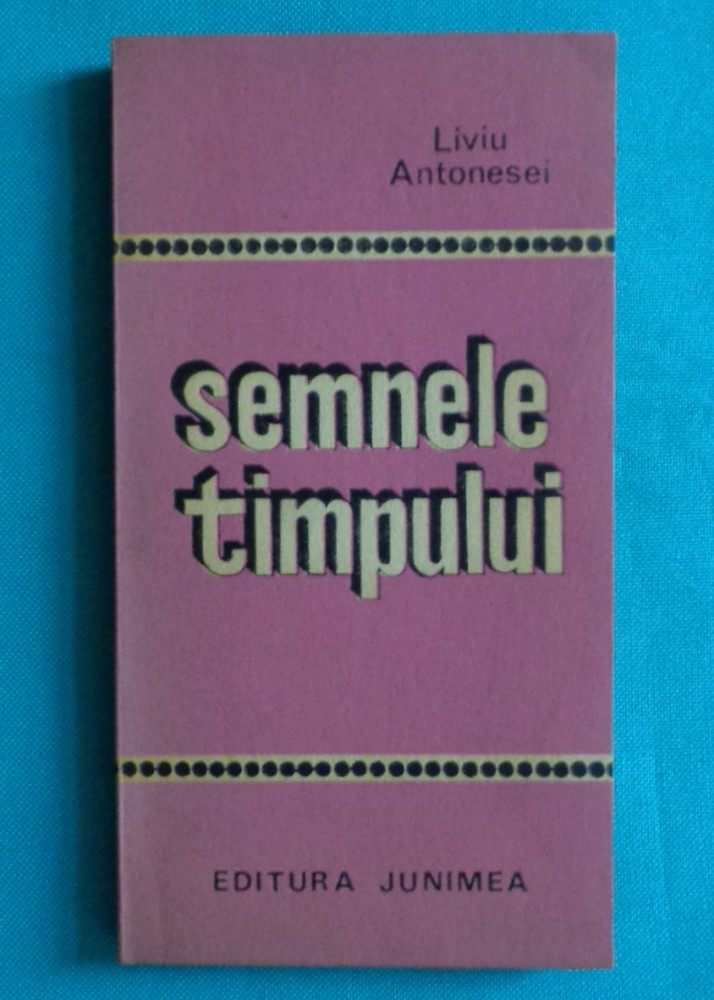 Liviu
Antonesei
semnele
timpului
EDITURA JUNIMEA